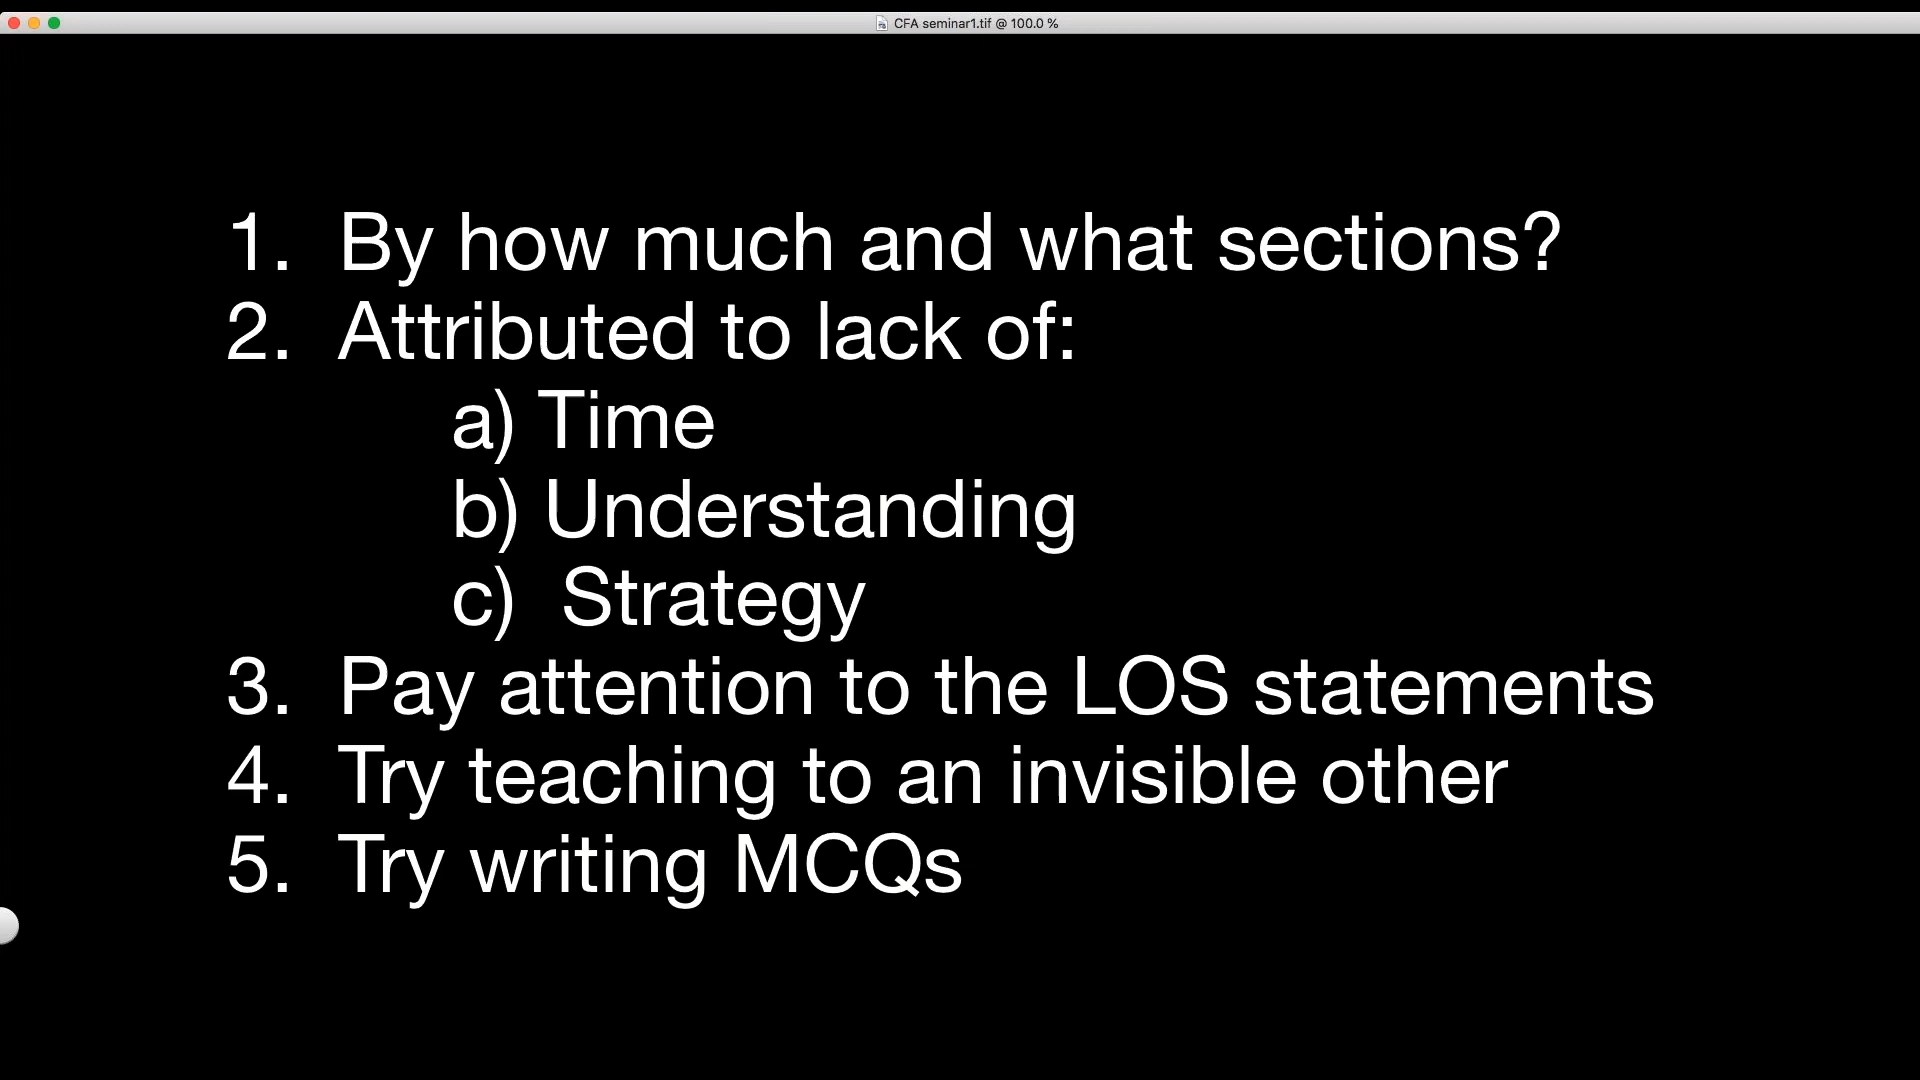 CFA seminar1.tif @ 100.0 %
1. By how much and what sections?
2. Attributed to lack of:
a) Time
b) Understanding
c) Strategy
3. Pay attention to the LOS statements
4. Try teaching to an invisible other
5. Try writing MCQs